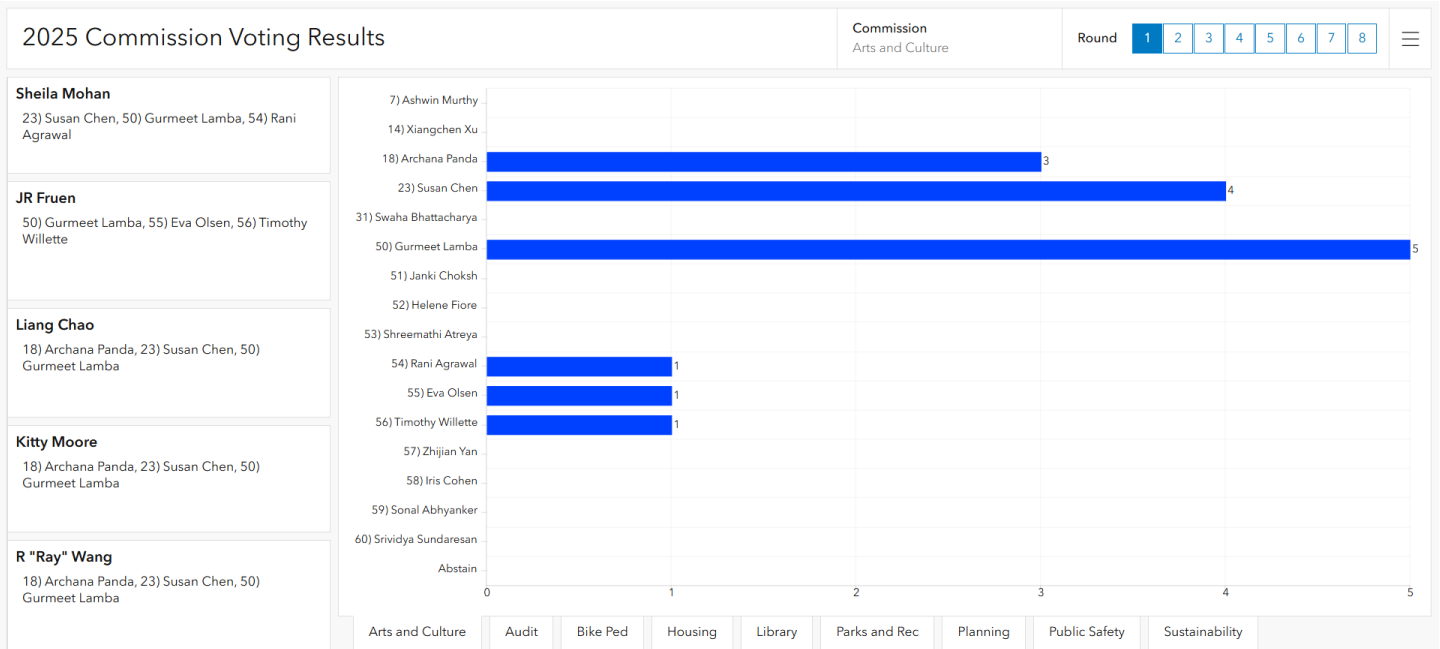 2025 Commission Voting Results
Commission
Arts and Culture
Round
1 2 3 4 5 6 7 8
Sheila Mohan
23) Susan Chen, 50) Gurmeet Lamba, 54) Rani
Agrawal
JR Fruen
50) Gurmeet Lamba, 55) Eva Olsen, 56) Timothy
Willette
Liang Chao
18) Archana Panda, 23) Susan Chen, 50)
Gurmeet Lamba
Kitty Moore
18) Archana Panda, 23) Susan Chen, 50)
Gurmeet Lamba
R "Ray" Wang
18) Archana Panda, 23) Susan Chen, 50)
Gurmeet Lamba
7) Ashwin Murthy
14) Xiangchen Xu
18) Archana Panda 3
23) Susan Chen 4
31) Swaha Bhattacharya
50) Gurmeet Lamba 5
51) Janki Choksh
52) Helene Fiore
53) Shreemathi Atreya
54) Rani Agrawal 1
55) Eva Olsen 1
56) Timothy Willette 1
57) Zhijian Yan
58) Iris Cohen
59) Sonal Abhyanker
60) Srividya Sundaresan
Abstain
0 1 2 3 4 5
Arts and Culture Audit Bike Ped Housing Library Parks and Rec Planning Public Safety Sustainability